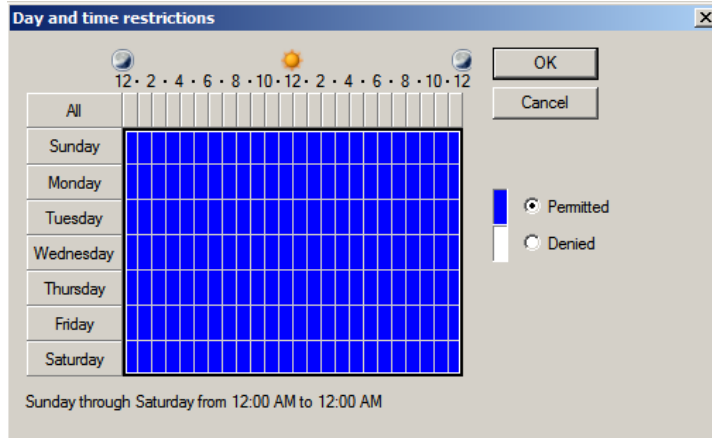 Day and time restrictions
OK
12 · 2 · 4 · 6 · 8 · 10 · 12 · 2 · 4 · 6 · 8 · 10 · 12
Cancel
All
Sunday
Monday
Tuesday
Permitted
Wednesday
Denied
Thursday
Friday
Saturday
Sunday through Saturday from 12:00 AM to 12:00 AM